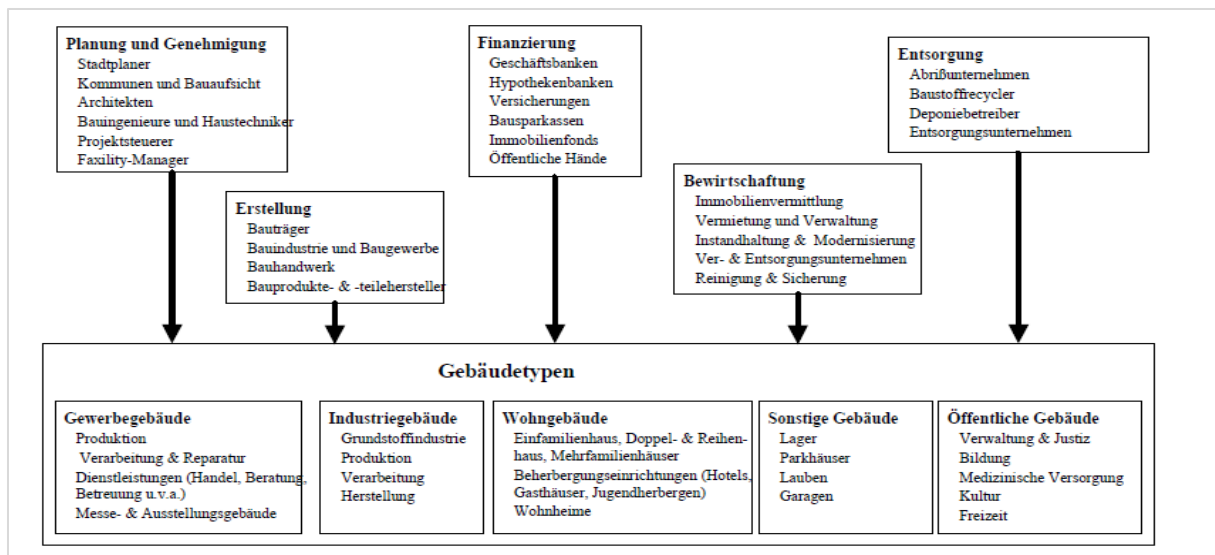 Planung und Genehmigung
Stadtplaner
Kommunen und Bauaufsicht
Architekten
Bauingenieure und Haustechniker
Projektsteuerer
Faxility-Manager
Erstellung
Bauträger
Bauindustrie und Baugewerbe
Bauhandwerk
Bauprodukte- & -teilehersteller
Finanzierung
Geschäftsbanken
Hypothekenbanken
Versicherungen
Bausparkassen
Immobilienfonds
Öffentliche Hände
Bewirtschaftung
Immobilienvermittlung
Vermietung und Verwaltung
Instandhaltung & Modernisierung
Ver- & Entsorgungsunternehmen
Reinigung & Sicherung
Entsorgung
Abrißunternehmen
Baustoffrecycler
Deponiebetreiber
Entsorgungsunternehmen
Gebäudetypen
Gewerbegebäude
Produktion
Verarbeitung & Reparatur
Dienstleistungen (Handel, Beratung,
Betreuung u.v.a.)
Messe- & Ausstellungsgebäude
Industriegebäude
Grundstoffindustrie
Produktion
Verarbeitung
Herstellung
Wohngebäude
Einfamilienhaus, Doppel- & Reihen-
haus, Mehrfamilienhäuser
Beherbergungseinrichtungen (Hotels,
Gasthäuser, Jugendherbergen)
Wohnheime
Sonstige Gebäude
Lager
Parkhäuser
Lauben
Garagen
Öffentliche Gebäude
Verwaltung & Justiz
Bildung
Medizinische Versorgung
Kultur
Freizeit